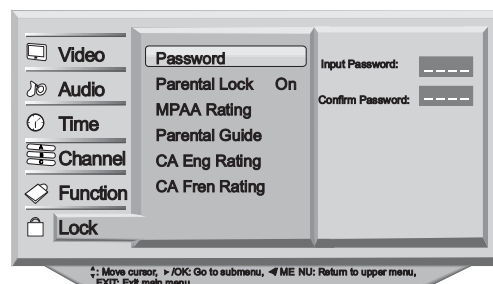 Video
Audio
Time
Channel
Function
Lock
Password
Parental Lock On
MPAA Rating
Parental Guide
CA Eng Rating
CA Fren Rating
Input Password: _ _ _ _
Confirm Password: _ _ _ _
: Move cursor, ►/OK: Go to submenu, ◄ ME NU: Return to upper menu,
EXIT: Exit main menu